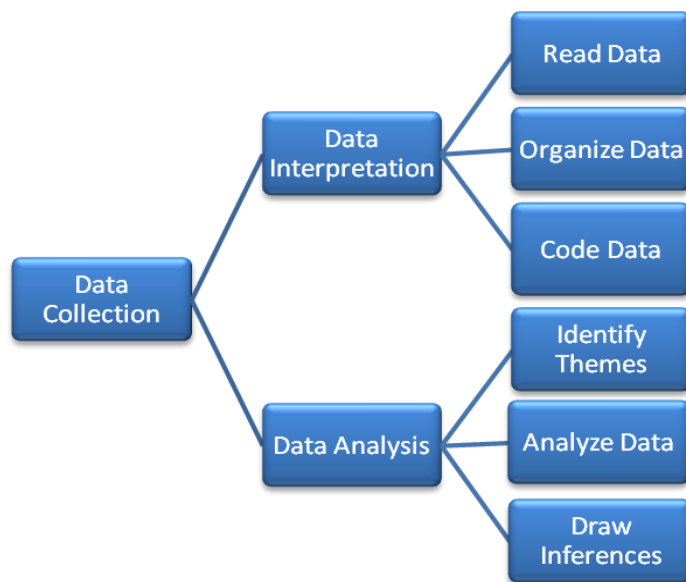 Read Data
Data
Interpretation
Organize Data
Code Data
Data
Collection
Identify
Themes
Data Analysis
Analyze Data
Draw
Inferences